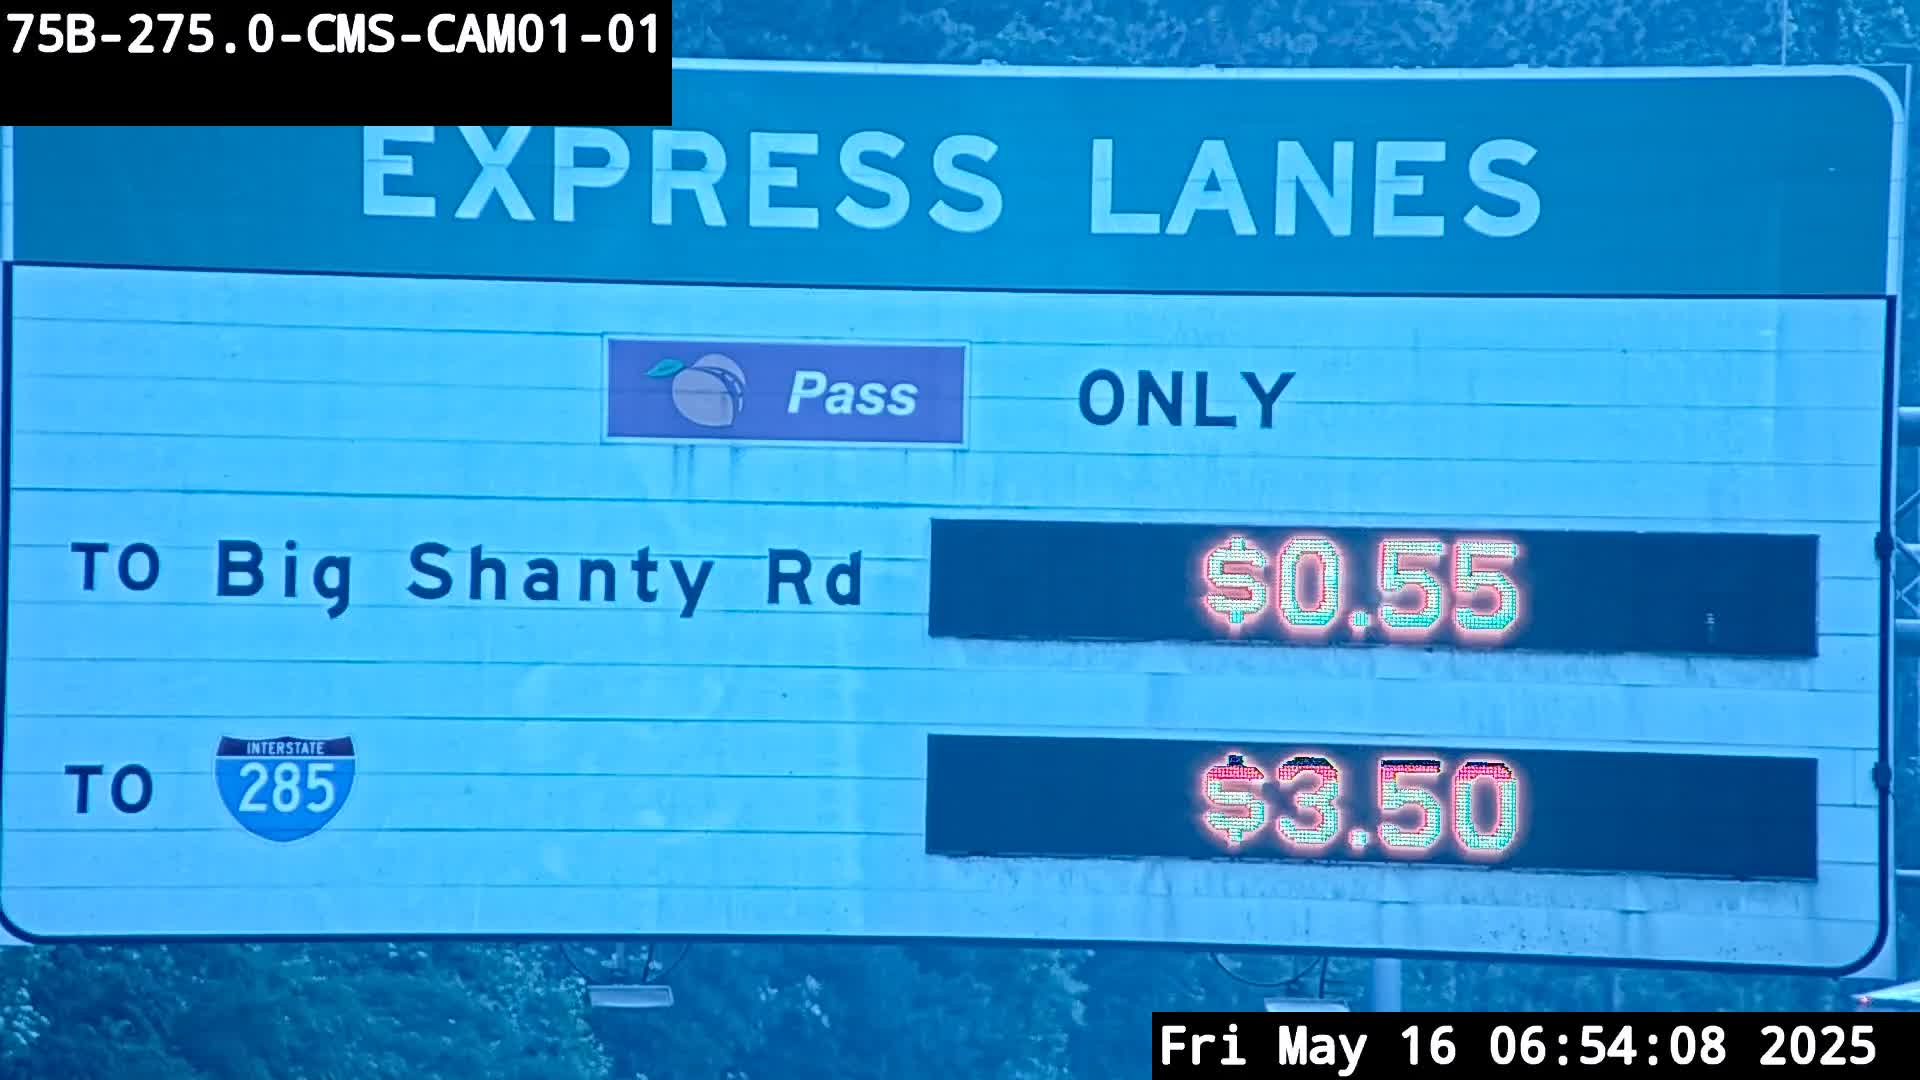 75B-275.0-CMS-CAM01-01
EXPRESS LANES
Pass ONLY
TO Big Shanty Rd $0.55
TO INTERSTATE 285 $3.50
Fri May 16 06:54:08 2025